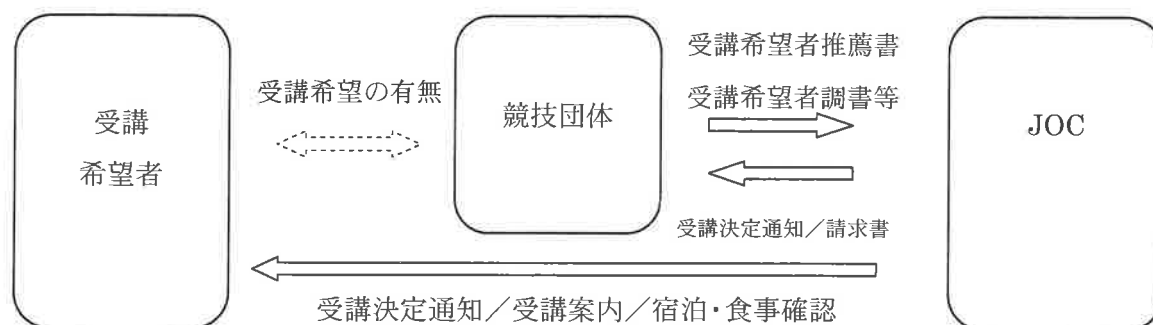 受講希望者推薦書
受講希望の有無
受講希望者調書等
受講
希望者
競技団体
JOC
受講決定通知／請求書
受講決定通知／受講案内／宿泊・食事確認